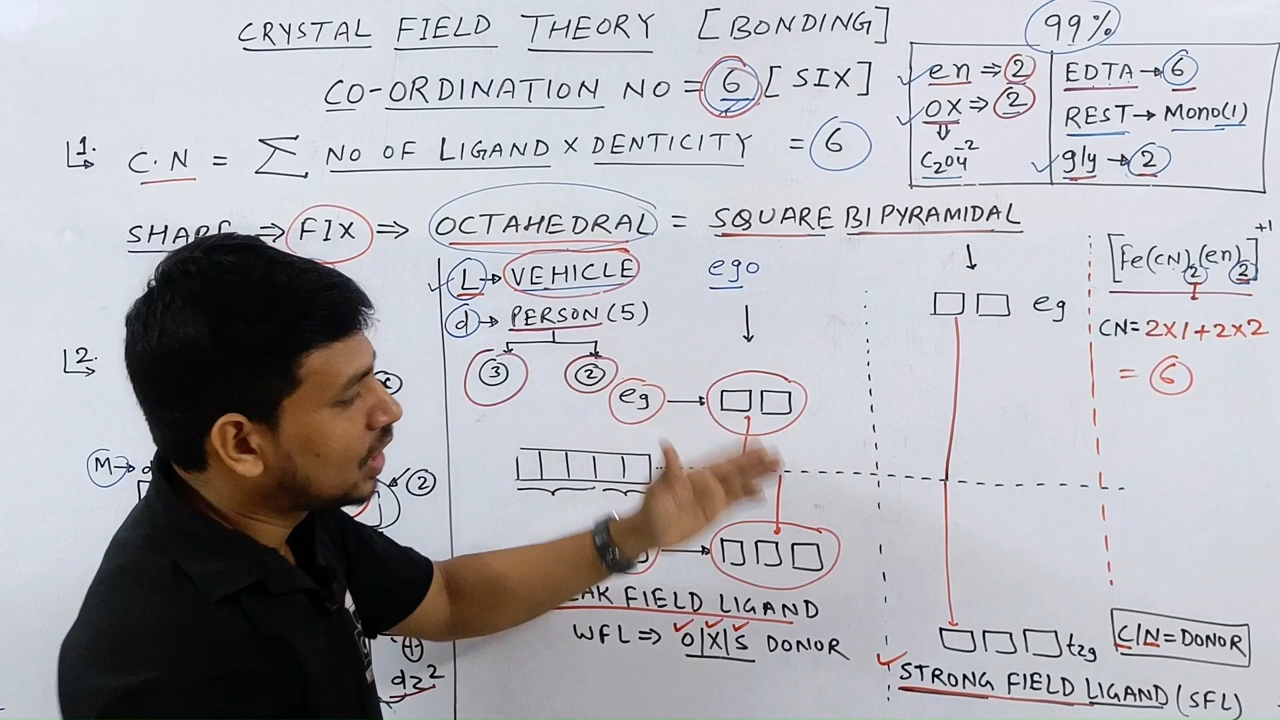 CRYSTAL FIELD THEORY [BONDING]
CO-ORDINATION NO = 6 [SIX]
1. C.N = Σ NO OF LIGAND × DENTICITY = 6
99%
en ⇒ 2
OX ⇒ 2
⇓
C₂O₄⁻²
EDTA → 6
REST → Mono(1)
gly → 2
SHAPE ⇒ FIX ⇒ OCTAHEDRAL = SQUARE BIPYRAMIDAL
2.
M → d
2
dz²
L → VEHICLE
d → PERSON (5)
3 2
ego
eg →
WEAK FIELD LIGAND
WFL ⇒ O|X|S DONOR
eg
t₂g
STRONG FIELD LIGAND (SFL)
[Fe(CN)₂(en)₂]⁺¹
CN = 2×1+2×2
= 6
C/N = DONOR